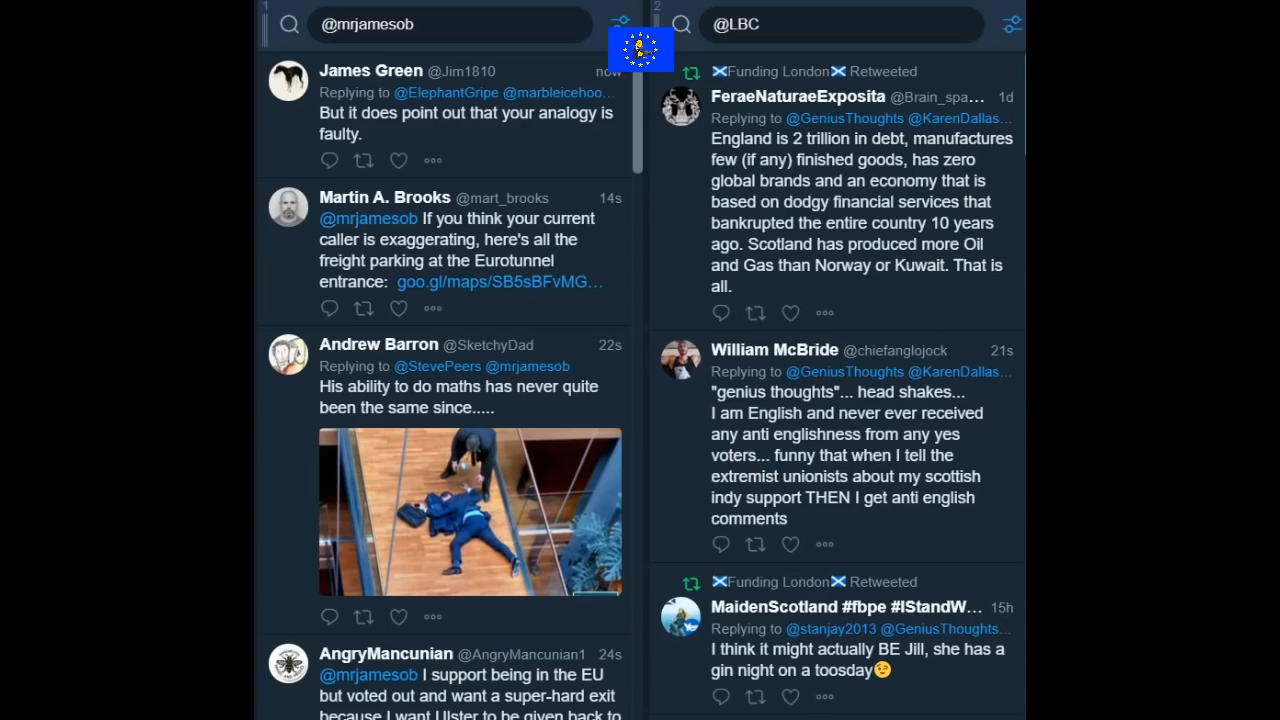 1
@mrjamesob
James Green @Jim1810 now
Replying to @ElephantGripe @marbleicehoo...
But it does point out that your analogy is
faulty.
Martin A. Brooks @mart_brooks 14s
@mrjamesob If you think your current
caller is exaggerating, here's all the
freight parking at the Eurotunnel
entrance: goo.gl/maps/SB5sBFvMG...
Andrew Barron @SketchyDad 22s
Replying to @StevePeers @mrjamesob
His ability to do maths has never quite
been the same since.....
AngryMancunian @AngryMancunian1 24s
@mrjamesob I support being in the EU
but voted out and want a super-hard exit
because I want Ulster to be given back to
2
@LBC
Funding London Retweeted
FeraeNaturaeExposita @Brain_spa... 1d
Replying to @GeniusThoughts @KarenDallas...
England is 2 trillion in debt, manufactures
few (if any) finished goods, has zero
global brands and an economy that is
based on dodgy financial services that
bankrupted the entire country 10 years
ago. Scotland has produced more Oil
and Gas than Norway or Kuwait. That is
all.
William McBride @chiefanglojock 21s
Replying to @GeniusThoughts @KarenDallas...
"genius thoughts"... head shakes...
I am English and never ever received
any anti englishness from any yes
voters... funny that when I tell the
extremist unionists about my scottish
indy support THEN I get anti english
comments
Funding London Retweeted
MaidenScotland #fbpe #IStandW... 15h
Replying to @stanjay2013 @GeniusThoughts...
I think it might actually BE Jill, she has a
gin night on a toosday😉